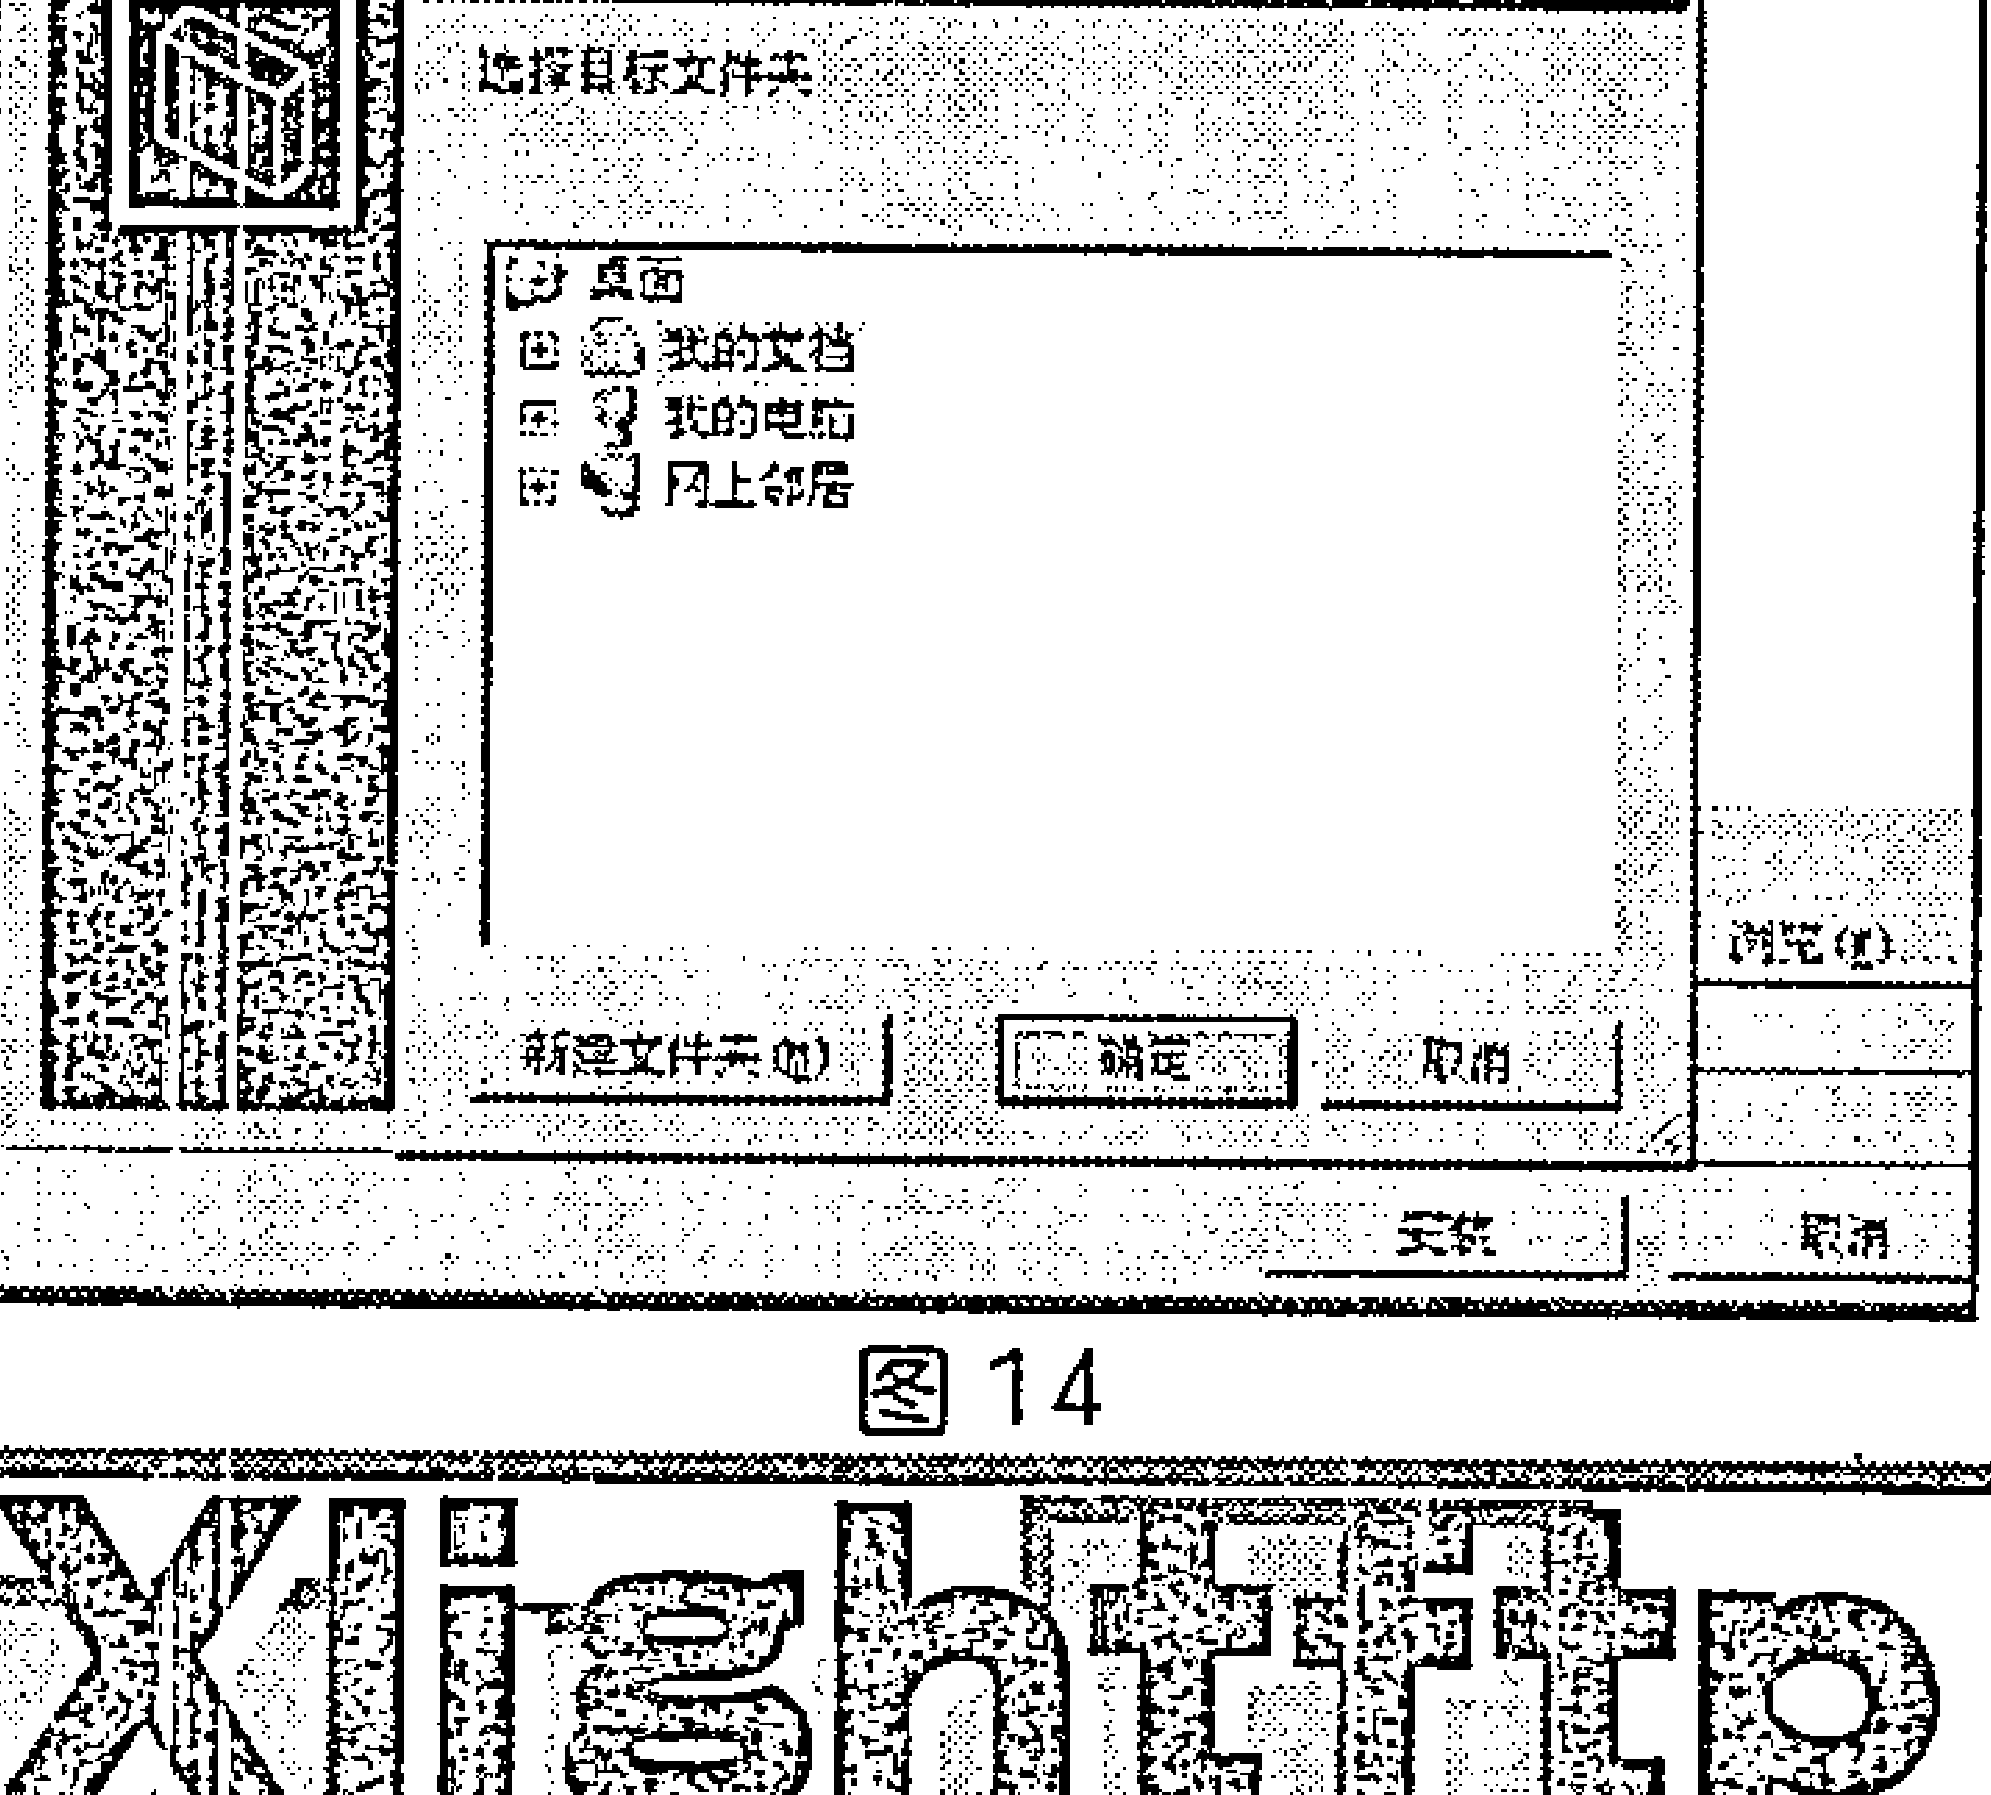 选择目标文件夹
桌面
我的文档
我的电脑
网上邻居
浏览(R)
新建文件夹(M)
确定
取消
安装
取消
图 14
Xlightftp